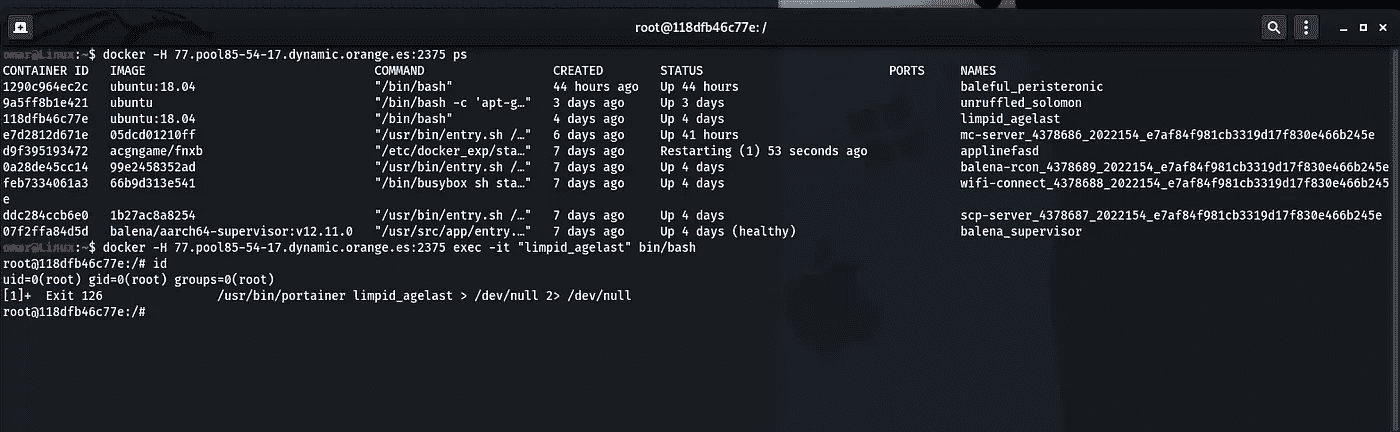 root@118dfb46c77e: /
omar@Linux:~$ docker -H 77.pool85-54-17.dynamic.orange.es:2375 ps
CONTAINER ID   IMAGE                             COMMAND                  CREATED        STATUS                          PORTS     NAMES
1290c964ec2c   ubuntu:18.04                      "/bin/bash"              44 hours ago   Up 44 hours                               baleful_peristeronic
9a5ff8b1e421   ubuntu                            "/bin/bash -c 'apt-g…"   3 days ago     Up 3 days                                 unruffled_solomon
118dfb46c77e   ubuntu:18.04                      "/bin/bash"              4 days ago     Up 4 days                                 limpid_agelast
e7d2812d671e   05dcd01210ff                      "/usr/bin/entry.sh /…"   6 days ago     Up 41 hours                               mc-server_4378686_2022154_e7af84f981cb3319d17f830e466b245e
d9f395193472   acgngame/fnxb                     "/etc/docker_exp/sta…"   7 days ago     Restarting (1) 53 seconds ago             applinefasd
0a28de45cc14   99e2458352ad                      "/usr/bin/entry.sh /…"   7 days ago     Up 4 days                                 balena-rcon_4378689_2022154_e7af84f981cb3319d17f830e466b245e
feb7334061a3   66b9d313e541                      "/bin/busybox sh sta…"   7 days ago     Up 4 days                                 wifi-connect_4378688_2022154_e7af84f981cb3319d17f830e466b245
e
ddc284ccb6e0   1b27ac8a8254                      "/usr/bin/entry.sh /…"   7 days ago     Up 4 days                                 scp-server_4378687_2022154_e7af84f981cb3319d17f830e466b245e
07f2ffa84d5d   balena/aarch64-supervisor:v12.11.0   "/usr/src/app/entry.…"   7 days ago     Up 4 days (healthy)                       balena_supervisor
omar@Linux:~$ docker -H 77.pool85-54-17.dynamic.orange.es:2375 exec -it "limpid_agelast" bin/bash
root@118dfb46c77e:/# id
uid=0(root) gid=0(root) groups=0(root)
[1]+  Exit 126                /usr/bin/portainer limpid_agelast > /dev/null 2> /dev/null
root@118dfb46c77e:/#